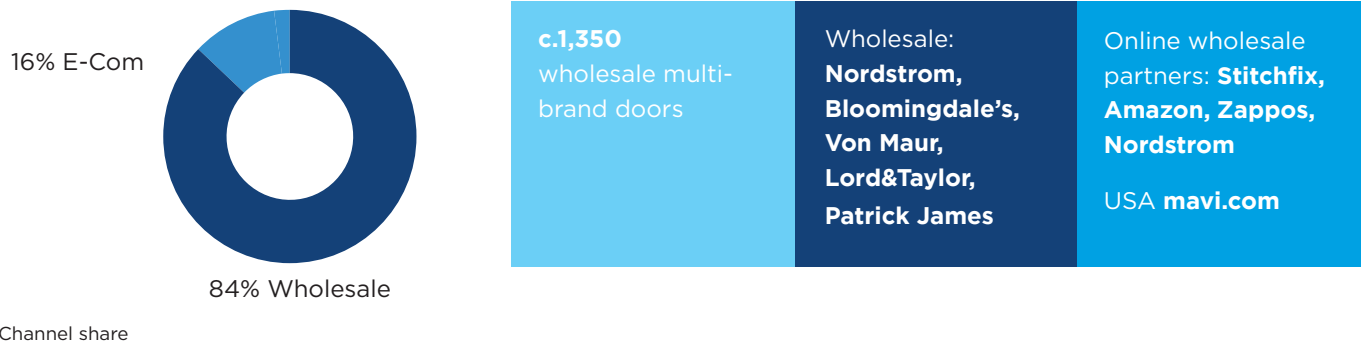 16% E-Com
84% Wholesale
Channel share
c.1,350
wholesale multi-
brand doors
Wholesale:
Nordstrom,
Bloomingdale’s,
Von Maur,
Lord&Taylor,
Patrick James
Online wholesale
partners: Stitchfix,
Amazon, Zappos,
Nordstrom
USA mavi.com